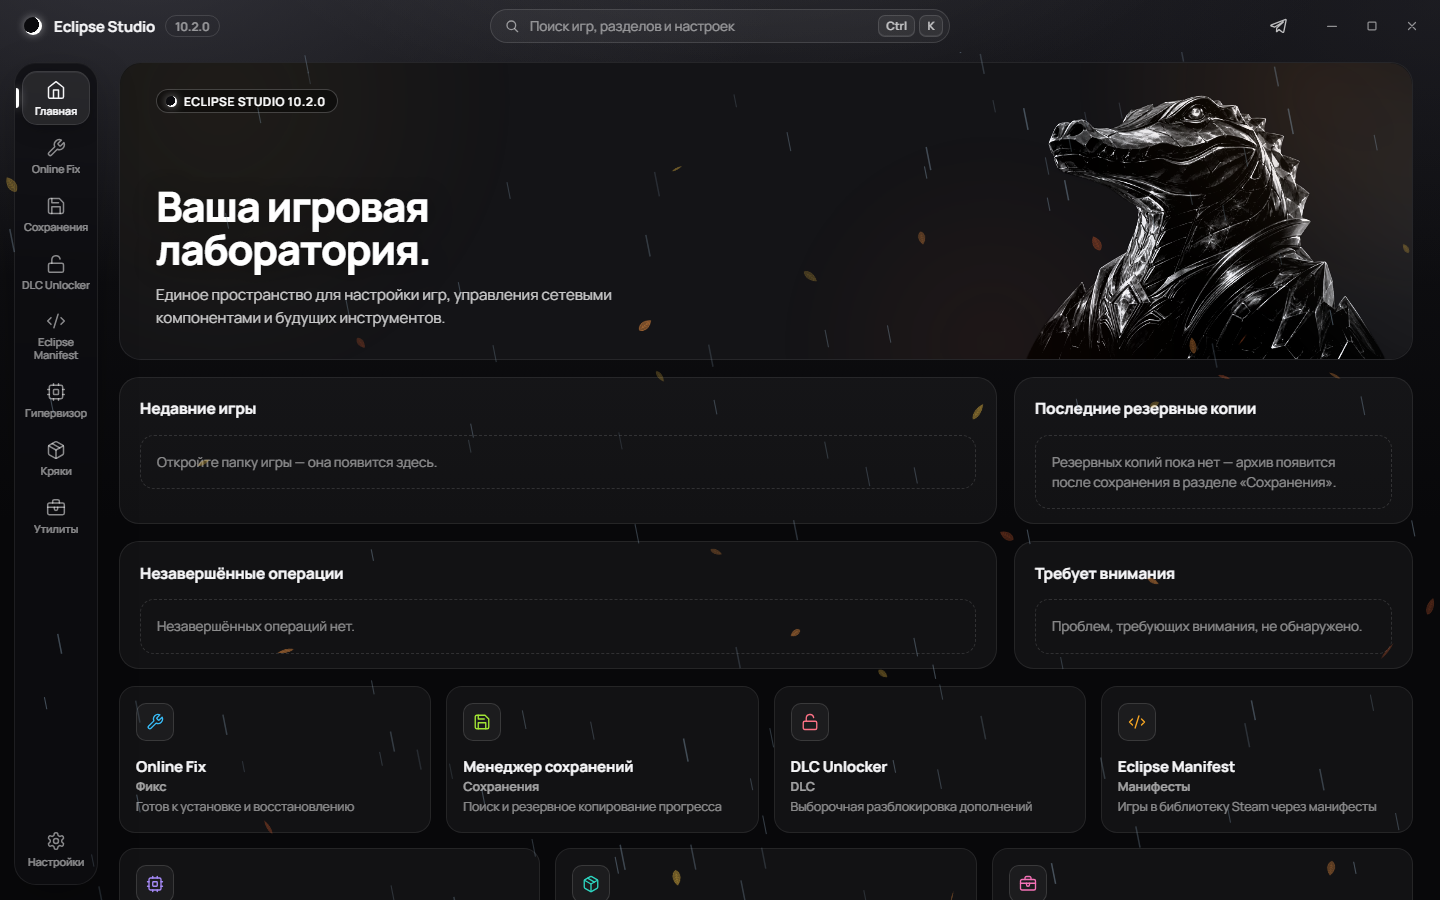 Eclipse Studio 10.2.0
Поиск игр, разделов и настроек Ctrl K
Главная
Online Fix
Сохранения
DLC Unlocker
Eclipse
Manifest
Гипервизор
Кряки
Утилиты
Настройки
ECLIPSE STUDIO 10.2.0
Ваша игровая
лаборатория.
Единое пространство для настройки игр, управления сетевыми
компонентами и будущих инструментов.
Недавние игры
Откройте папку игры — она появится здесь.
Последние резервные копии
Резервных копий пока нет — архив появится
после сохранения в разделе «Сохранения».
Незавершённые операции
Незавершённых операций нет.
Требует внимания
Проблем, требующих внимания, не обнаружено.
Online Fix
Фикс
Готов к установке и восстановлению
Менеджер сохранений
Сохранения
Поиск и резервное копирование прогресса
DLC Unlocker
DLC
Выборочная разблокировка дополнений
Eclipse Manifest
Манифесты
Игры в библиотеку Steam через манифесты